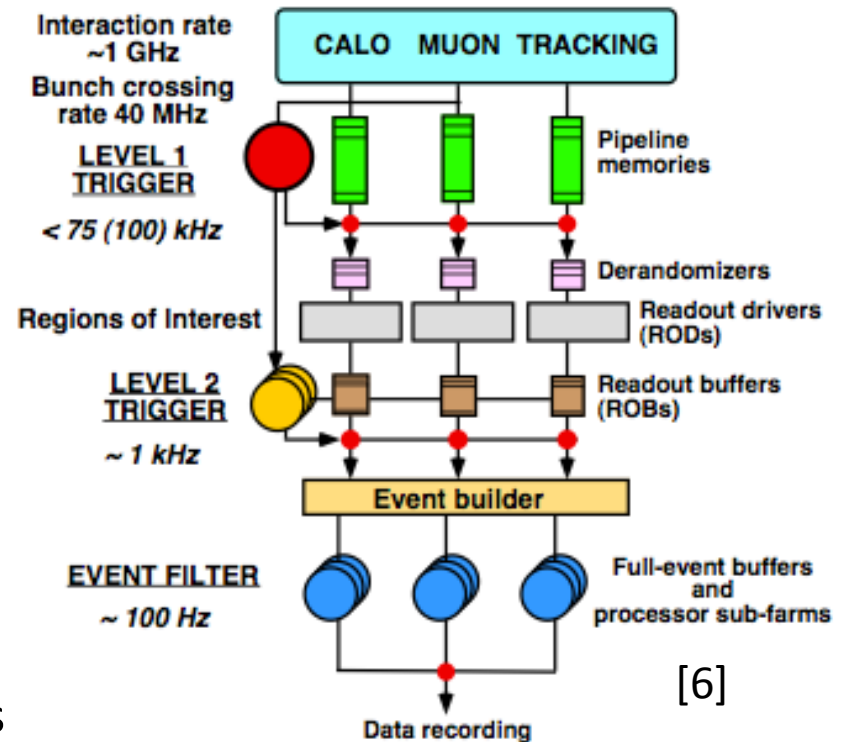 Interaction rate
~1 GHz
CALO MUON TRACKING
Bunch crossing
rate 40 MHz
LEVEL 1
TRIGGER
Pipeline
memories
< 75 (100) kHz
Derandomizers
Regions of Interest
Readout drivers
(RODs)
LEVEL 2
TRIGGER
Readout buffers
(ROBs)
~ 1 kHz
Event builder
EVENT FILTER
~ 100 Hz
Full-event buffers
and
processor sub-farms
[6]
s
Data recording